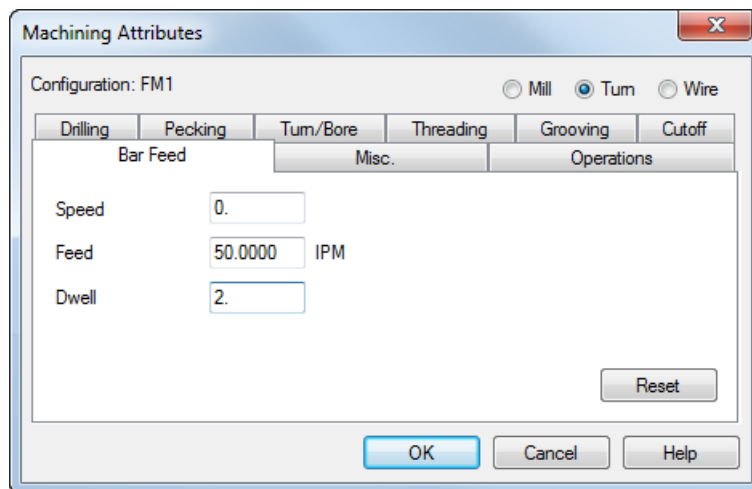 Machining Attributes
Configuration: FM1
Mill Turn Wire
Drilling Pecking Turn/Bore Threading Grooving Cutoff
Bar Feed Misc. Operations
Speed 0.
Feed 50.0000 IPM
Dwell 2.
Reset
OK Cancel Help